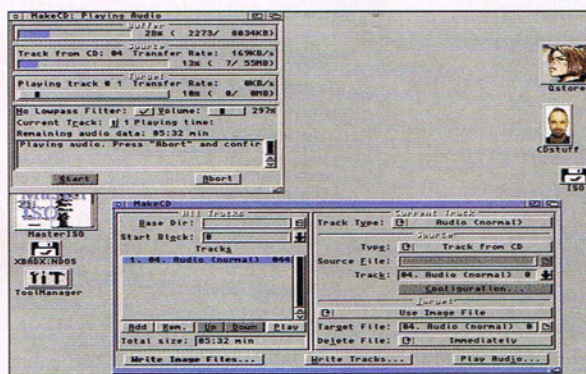 MakeCD: Playing Audio
Buffer
28% ( 2273/ 8034KB)
Source
Track from CD: 04 Transfer Rate: 169KB/s
13% ( 7/ 55MB)
Target
Playing track # 1 Transfer Rate: 0KB/s
10% ( 0/ 0MB)
No Lowpass Filter: Volume: 297%
Current Track: 1 Playing time:
Remaining audio data: 05:32 min
Playing audio. Press "Abort" and confir
Start
Abort
Qstore
CDstuff
ISO
MasterISO
XBADX:NDOS
ToolManager
MakeCD
All Tracks
Base Dir:
Start Block: 0
Tracks
1. 04. Audio (normal) 044
Add Rem. Up Down Play
Total size: 05:32 min
Current Track
Track Type: Audio (normal)
Source
Type: Track from CD
Source File:
Track: 04. Audio (normal) 0
Configuration...
Target
Use Image File
Target File: 04. Audio (normal) 0
Delete File: Immediately
Write Image Files...
Write Tracks...
Play Audio...